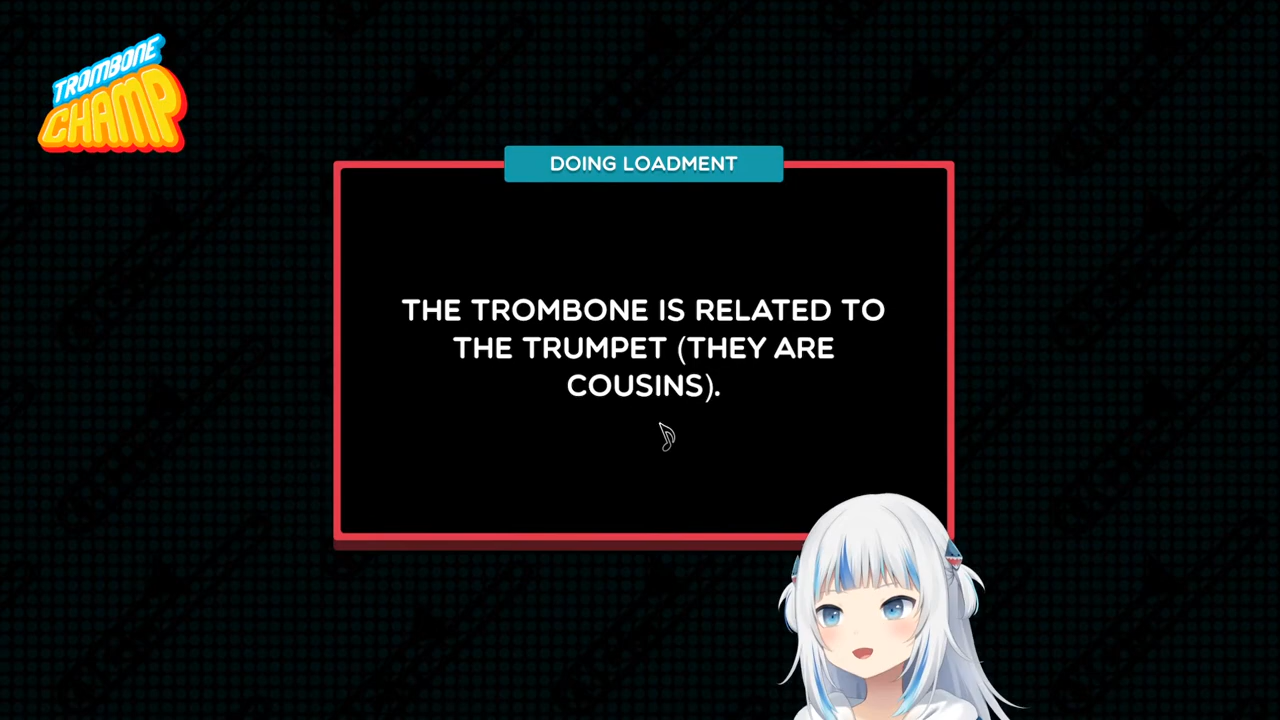 TROMBONE
CHAMP
DOING LOADMENT
THE TROMBONE IS RELATED TO
THE TRUMPET (THEY ARE
COUSINS).